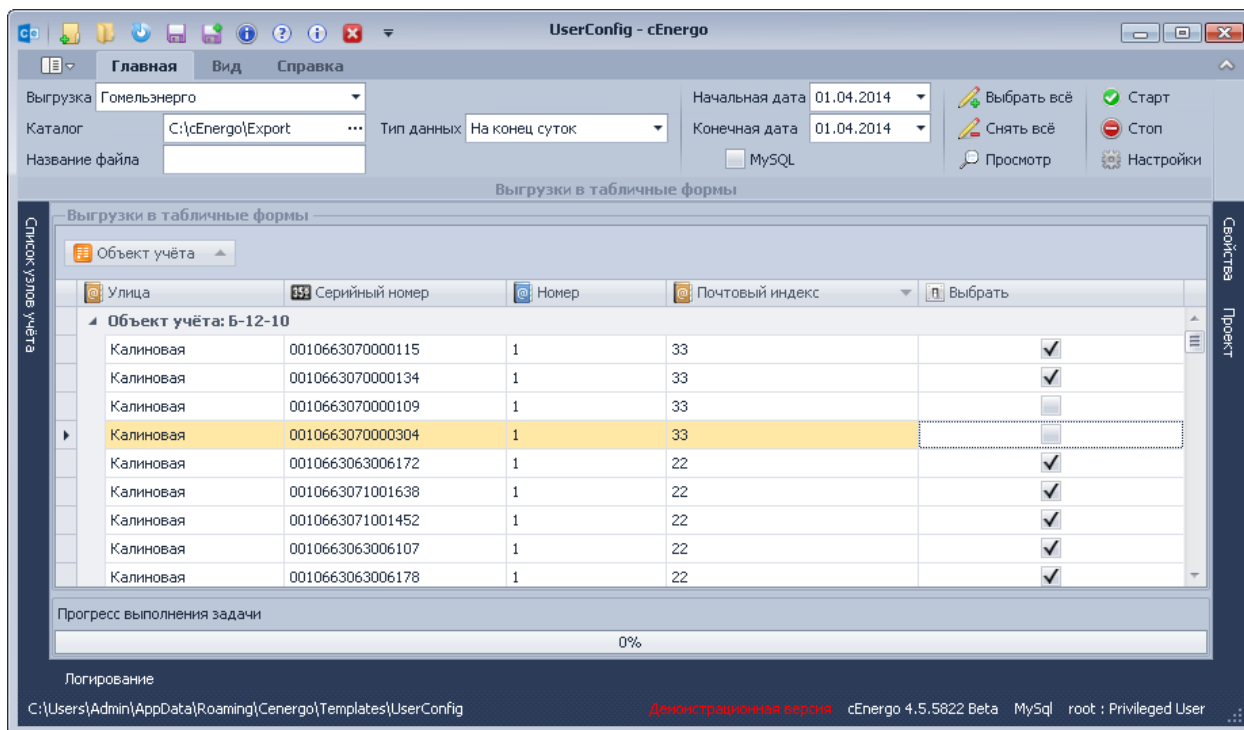 UserConfig - cEnergo
Главная Вид Справка
Выгрузка Гомельэнерго Начальная дата 01.04.2014 Выбрать всё Старт
Каталог C:\cEnergo\Export ... Тип данных На конец суток Конечная дата 01.04.2014 Снять всё Стоп
Название файла MySQL Просмотр Настройки
Выгрузки в табличные формы
Список узлов учёта
Выгрузки в табличные формы
Свойства
Проект
Объект учёта
Улица Серийный номер Номер Почтовый индекс Выбрать
Объект учёта: Б-12-10
Калиновая 0010663070000115 1 33
Калиновая 0010663070000134 1 33
Калиновая 0010663070000109 1 33
Калиновая 0010663070000304 1 33
Калиновая 0010663063006172 1 22
Калиновая 0010663071001638 1 22
Калиновая 0010663071001452 1 22
Калиновая 0010663063006107 1 22
Калиновая 0010663063006178 1 22
Прогресс выполнения задачи
0%
Логирование
C:\Users\Admin\AppData\Roaming\Cenergo\Templates\UserConfig Демонстрационная версия cEnergo 4.5.5822 Beta MySql root : Privileged User